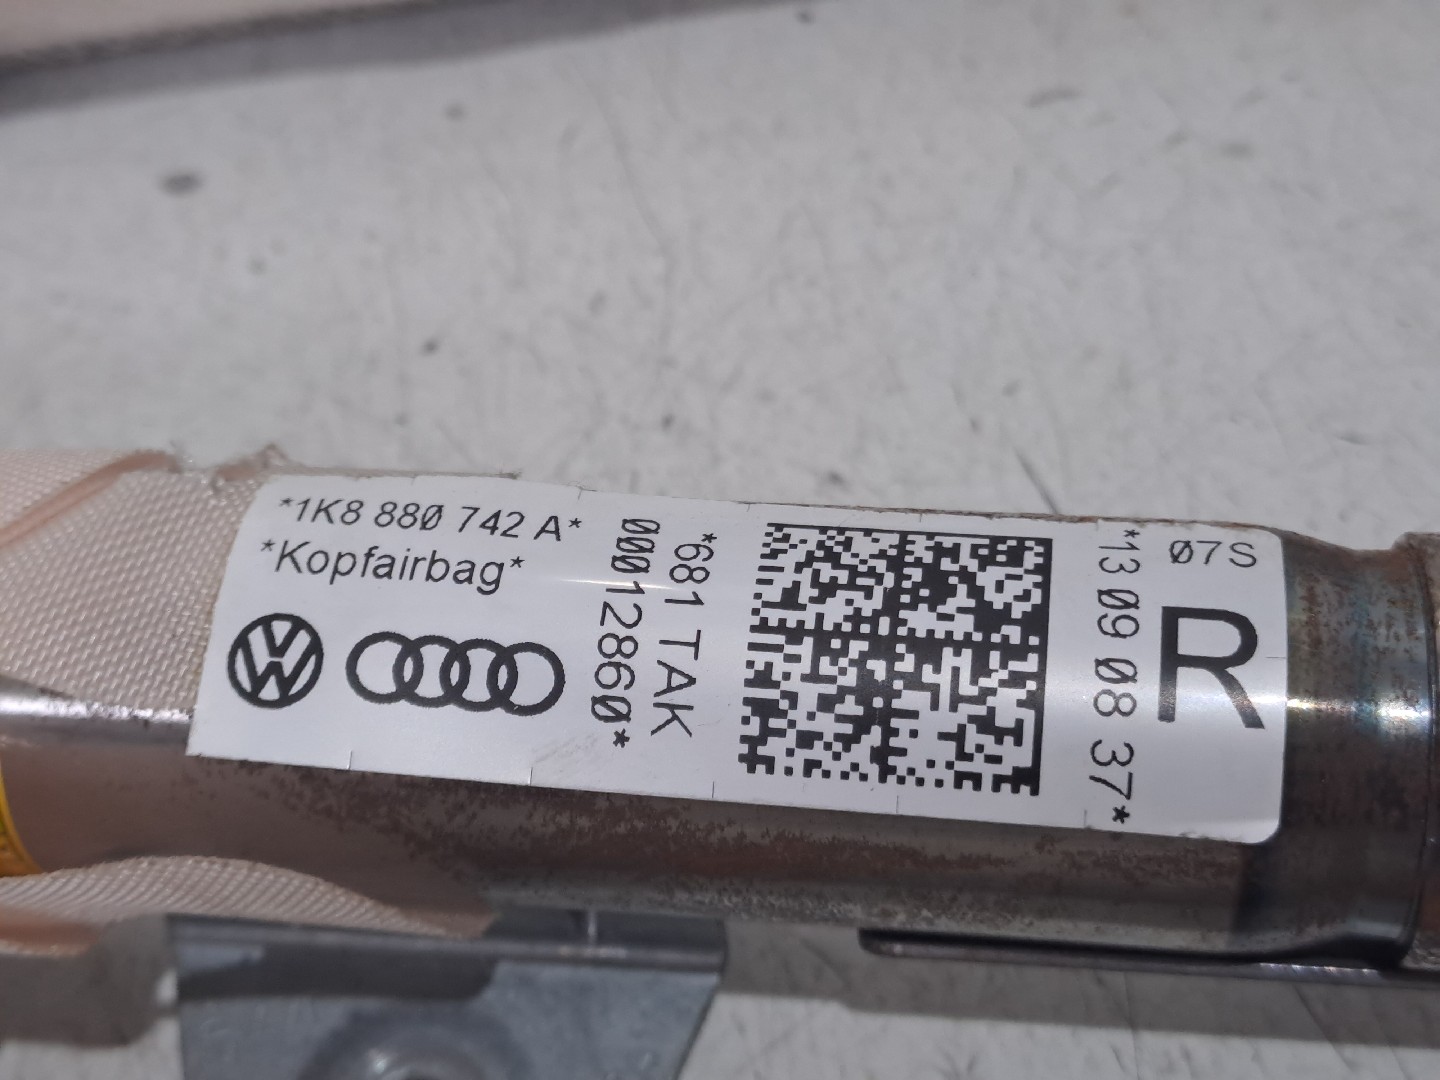 *1K8 880 742 A*
*Kopfairbag*
*681 TAK
00012860*
*13 09 08 37*
07S
R